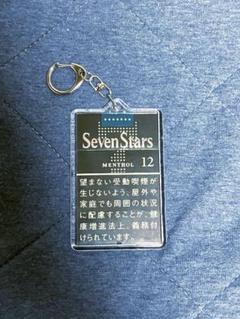 Seven Stars
MENTHOL 12
望まない受動喫煙が
生じないよう、屋外や
家庭でも周囲の状況
に配慮することが、健
康増進法上、義務付
けられています。